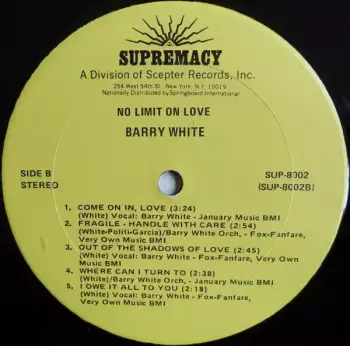 SUPREMACY
A Division of Scepter Records, Inc.
254 West 54th St. New York, N.Y. 10019
Nationally Distributed by Springboard International
NO LIMIT ON LOVE
BARRY WHITE
SIDE B
STEREO
SUP-8002
(SUP-8002B)
1. COME ON IN, LOVE (3:24)
(White) Vocal: Barry White - January Music BMI
2. FRAGILE - HANDLE WITH CARE (2:54)
(White-Politi-Garcia)/Barry White Orch, - Fox-Fanfare,
Very Own Music BMI
3. OUT OF THE SHADOWS OF LOVE (2:45)
(White) Vocal: Barry White - Fox-Fanfare, Very Own
Music BMI
4. WHERE CAN I TURN TO (2:38)
(White)/Barry White Orch, - January Music BMI
5. I OWE IT ALL TO YOU (2:18)
(White) Vocal: Barry White - Fox-Fanfare,
Very Own Music BMI